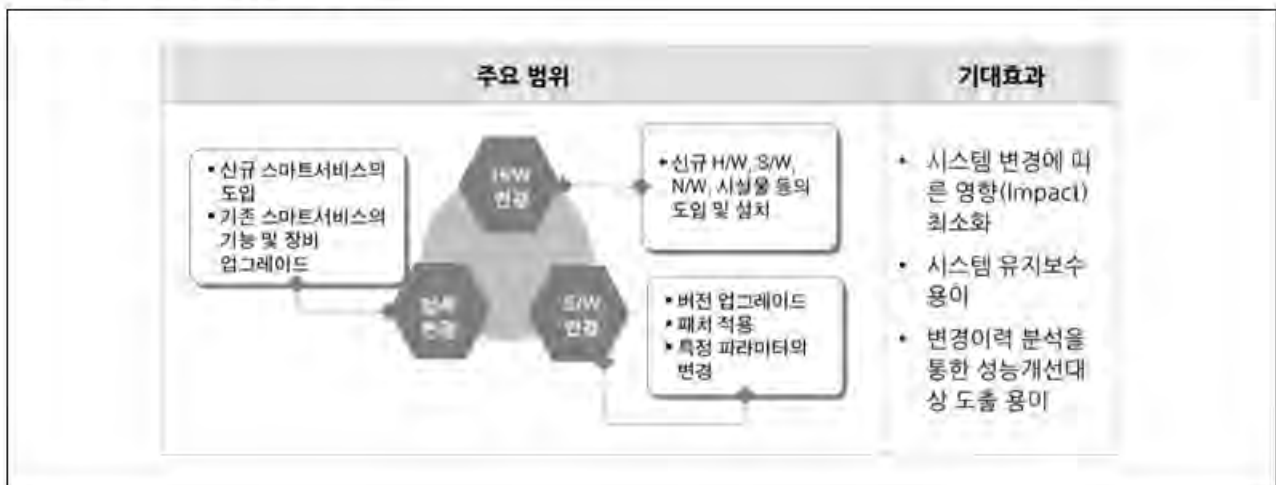 주요 범위
기대효과
• 신규 스마트서비스의
도입
• 기존 스마트서비스의
기능 및 장비
업그레이드
H/W
변경
• 신규 H/W, S/W,
N/W, 시설물 등의
도입 및 설치
변경
S/W
변경
• 버전 업그레이드
• 패치 적용
• 특정 파라미터의
변경
• 시스템 변경에 따
른 영향(Impact)
최소화
• 시스템 유지보수
용이
• 변경이력 분석을
통한 성능개선대
상 도출 용이